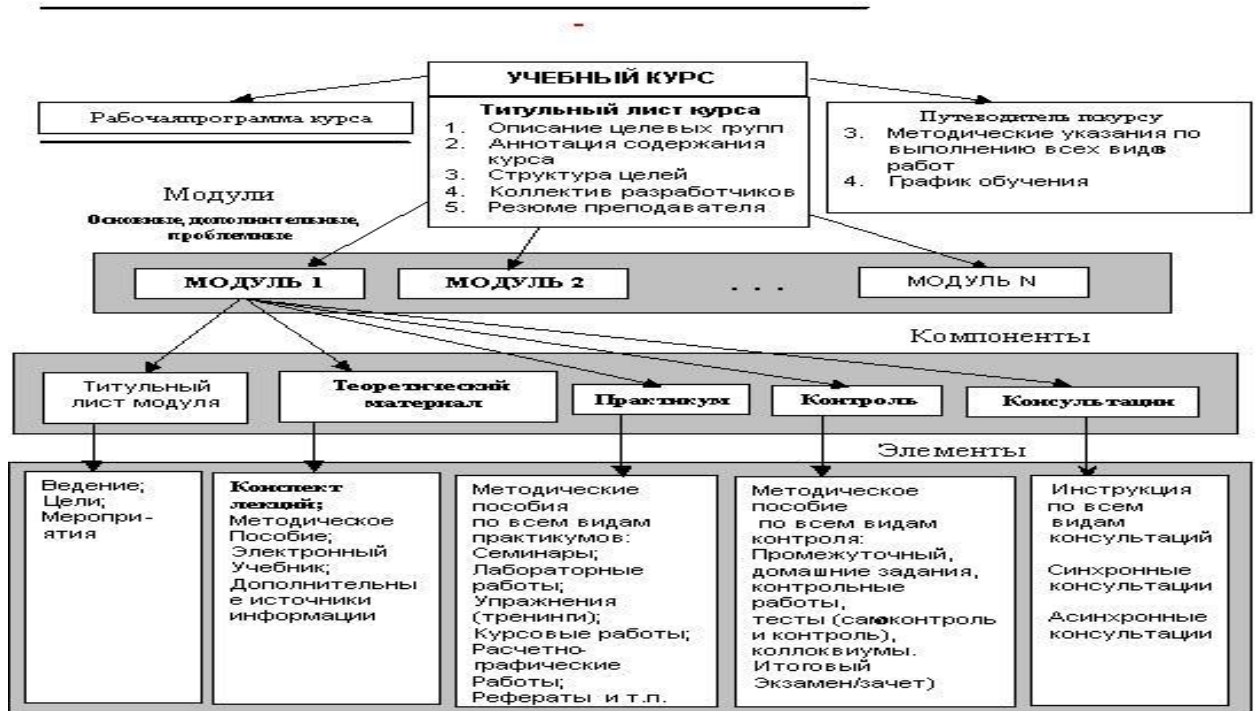 УЧЕБНЫЙ КУРС
Рабочаяпрограмма курса
Титульный лист курса
1. Описание целевых групп
2. Аннотация содержания
курса
3. Структура целей
4. Коллектив разработчиков
5. Резюме преподавателя
Путеводитель покурсу
3. Методические указания по
выполнению всех видов
работ
4. График обучения
Модули
Основные, дополнительные,
проблемные
МОДУЛЬ 1
МОДУЛЬ 2
. . .
МОДУЛЬ N
Компоненты
Титульный
лист модуля
Теоретический
материал
Практикум
Контроль
Консультации
Элементы
Ведение;
Цели;
Меропри-
ятия
Конспект
лекций;
Методическое
Пособие;
Электронный
Учебник;
Дополнительны
е источники
информации
Методические
пособия
по всем видам
практикумов:
Семинары;
Лабораторные
работы;
Упражнения
(тренинги);
Курсовые работы;
Расчетно-
графические
Работы;
Рефераты и т.п.
Методическое
пособие
по всем видам
контроля:
Промежуточный,
домашние задания,
контрольные
работы,
тесты (самоконтроль
и контроль),
коллоквиумы.
Итоговый
Экзамен/зачет)
Инструкция
по всем
видам
консультаций
Синхронные
консультации
Асинхронные
консультации